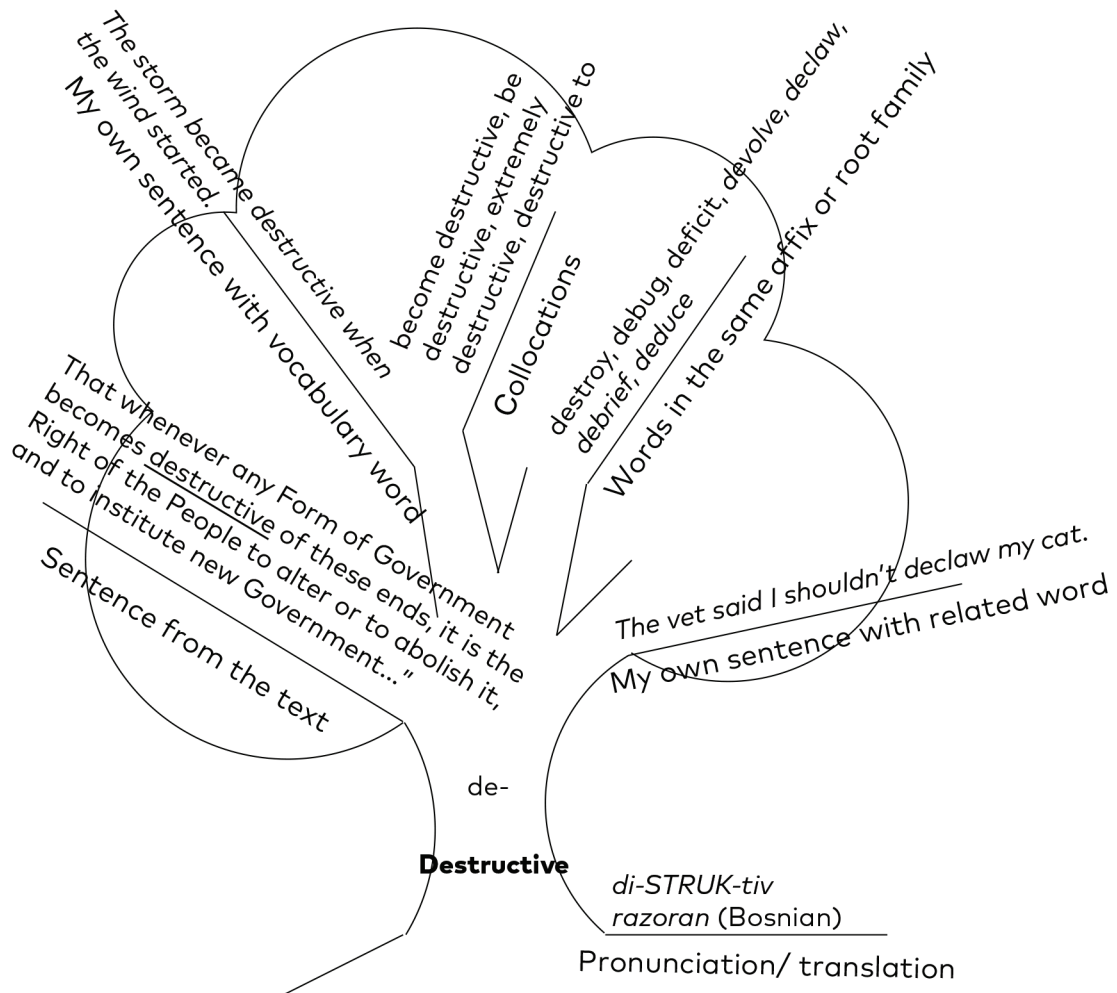 The storm became destructive when
the wind started.
My own sentence with vocabulary word
become destructive, be
destructive, extremely
destructive, destructive to
Collocations
destroy, debug, deficit, devolve, declaw,
debrief, deduce
Words in the same affix or root family
That whenever any Form of Government
becomes destructive of these ends, it is the
Right of the People to alter or to abolish it,
and to institute new Government...”
Sentence from the text
The vet said I shouldn’t declaw my cat.
My own sentence with related word
de-
Destructive
di-STRUK-tiv
razoran (Bosnian)
Pronunciation/ translation